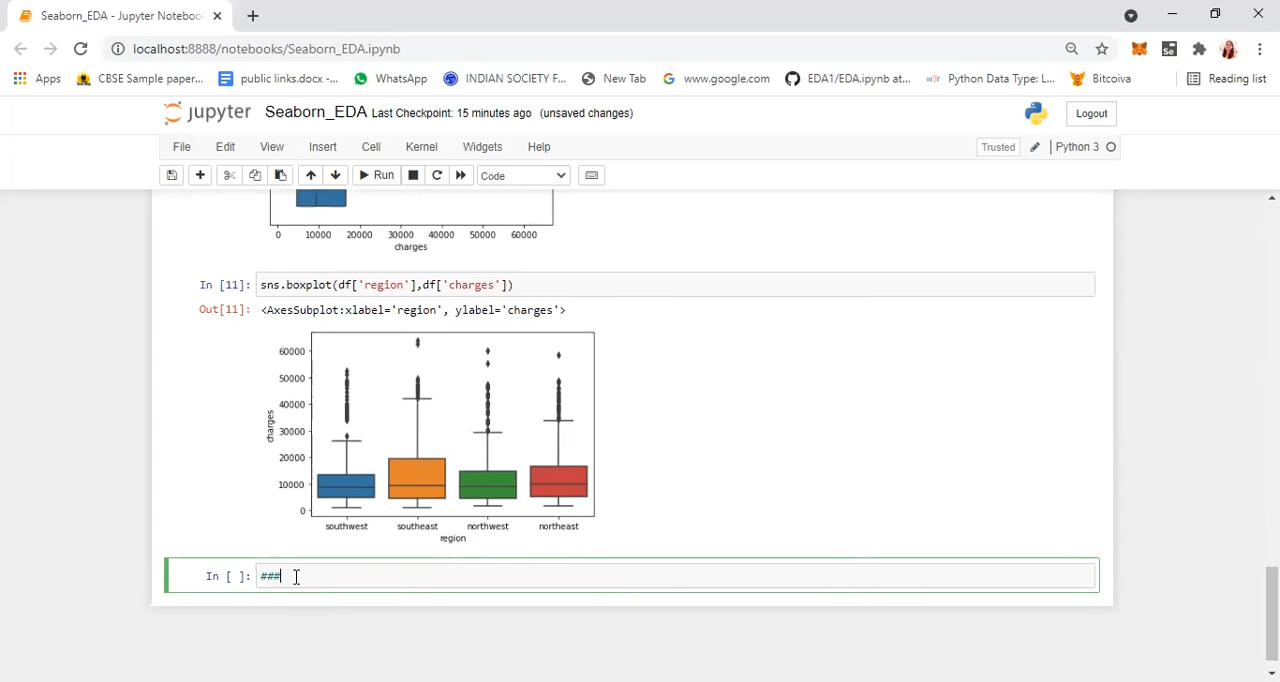 Seaborn_EDA - Jupyter Notebook
localhost:8888/notebooks/Seaborn_EDA.ipynb
Apps CBSE Sample paper... public links.docx -... WhatsApp INDIAN SOCIETY F... New Tab www.google.com EDA1/EDA.ipynb at... Python Data Type: L... Bitcoiva Reading list
jupyter Seaborn_EDA Last Checkpoint: 15 minutes ago (unsaved changes) Logout
File Edit View Insert Cell Kernel Widgets Help Trusted Python 3
Run Code
0 10000 20000 30000 40000 50000 60000
charges
In [11]: sns.boxplot(df['region'],df['charges'])
Out[11]: <AxesSubplot:xlabel='region', ylabel='charges'>
60000
50000
40000
30000
20000
10000
0
charges
southwest southeast northwest northeast
region
In [ ]: ###